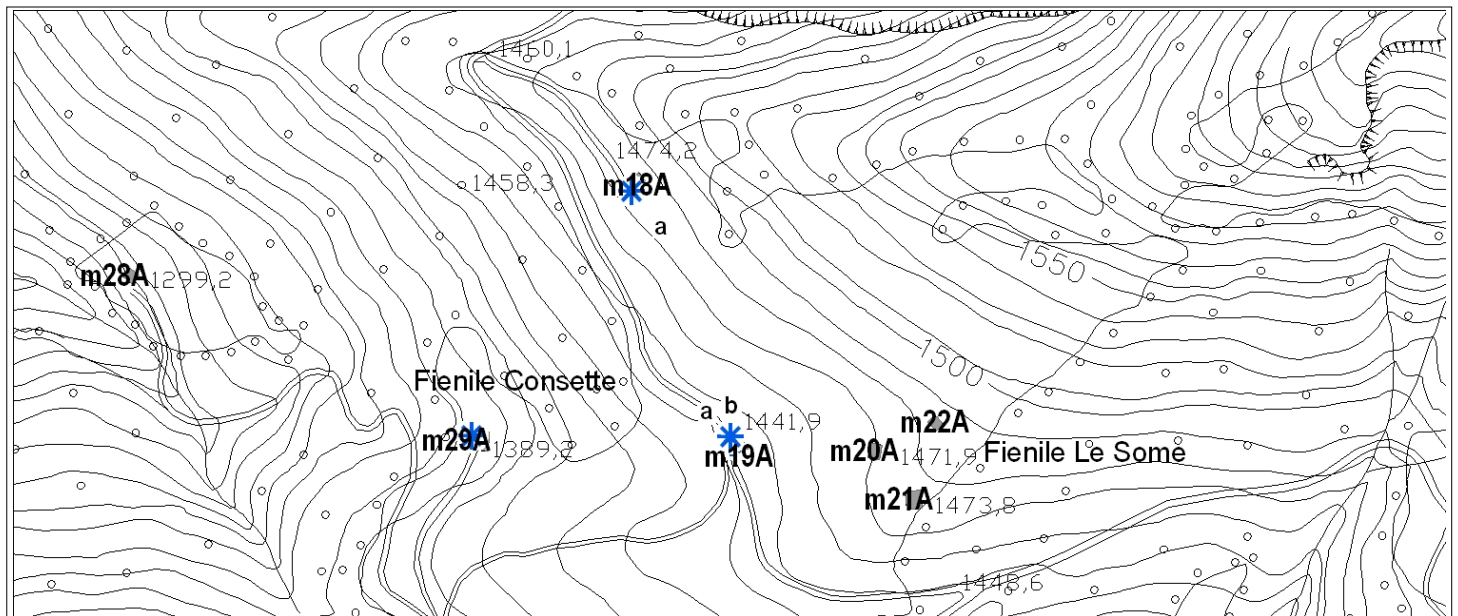 1460,1
1474,2
m18A
1458,3
a
1550
m28A 1299,2
1500
Fienile Consette
a b
1441,9
m22A
m29A 1389,2
m19A
m20A 1471,9 Fienile Le Some
m21A 1473,8
1448,6